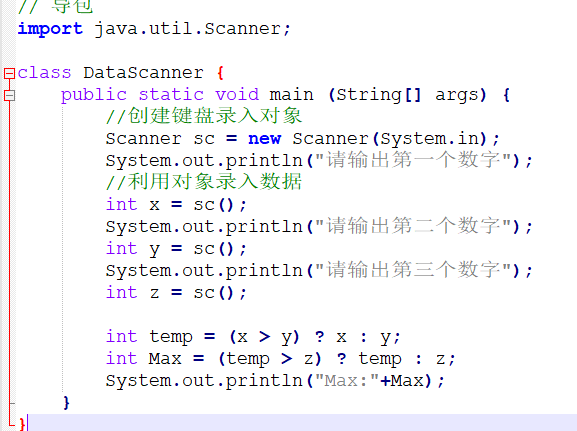 // 导包
import java.util.Scanner;
class DataScanner {
public static void main (String[] args) {
//创建键盘录入对象
Scanner sc = new Scanner(System.in);
System.out.println("请输出第一个数字");
//利用对象录入数据
int x = sc();
System.out.println("请输出第二个数字");
int y = sc();
System.out.println("请输出第三个数字");
int z = sc();
int temp = (x > y) ? x : y;
int Max = (temp > z) ? temp : z;
System.out.println("Max:"+Max);
}
}